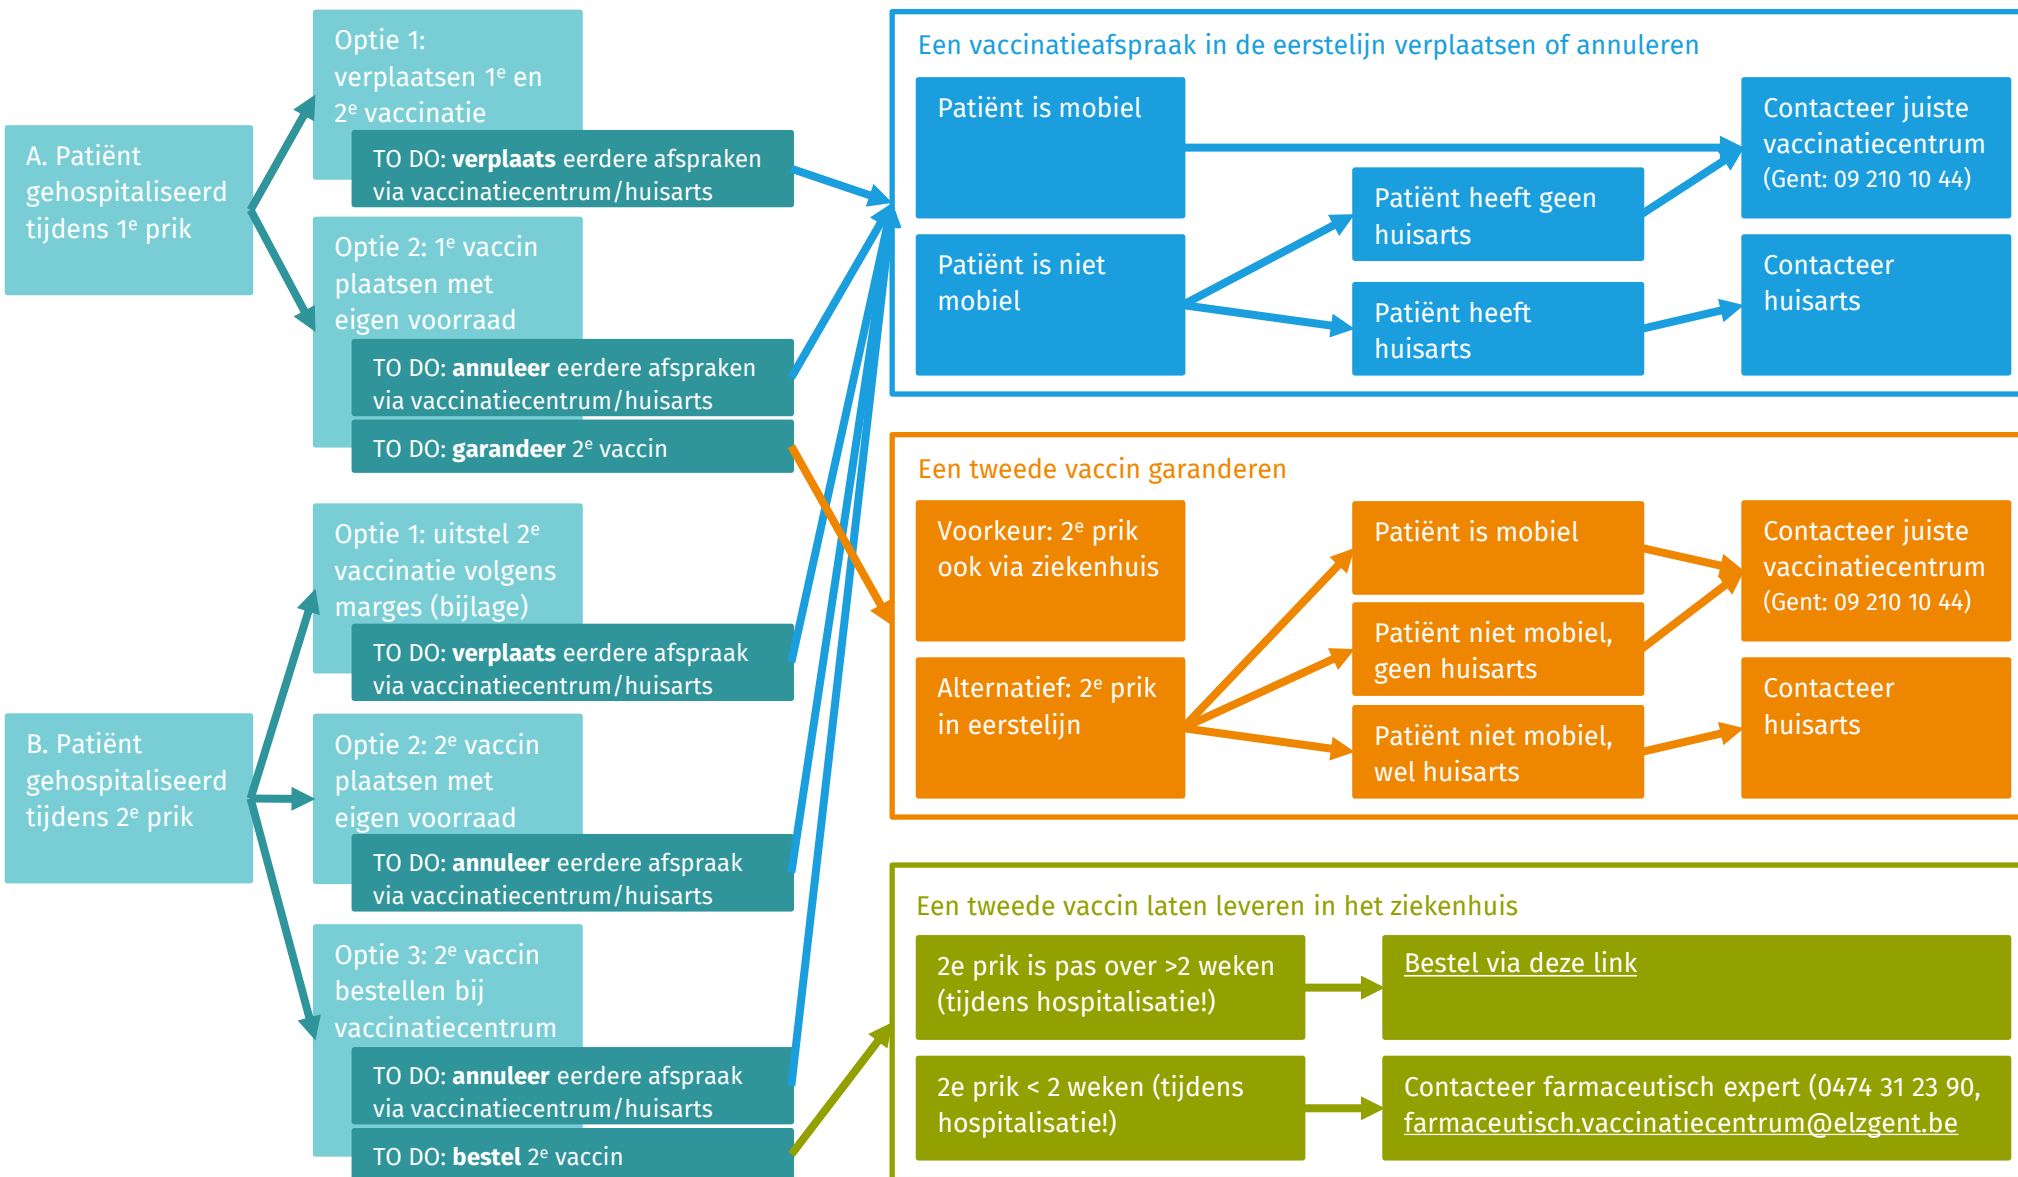 A. Patiënt
gehospitaliseerd
tijdens 1e prik
Optie 1:
verplaatsen 1e en
2e vaccinatie
TO DO: verplaats eerdere afspraken
via vaccinatiecentrum/huisarts
Optie 2: 1e vaccin
plaatsen met
eigen voorraad
TO DO: annuleer eerdere afspraken
via vaccinatiecentrum/huisarts
TO DO: garandeer 2e vaccin
B. Patiënt
gehospitaliseerd
tijdens 2e prik
Optie 1: uitstel 2e
vaccinatie volgens
marges (bijlage)
TO DO: verplaats eerdere afspraak
via vaccinatiecentrum/huisarts
Optie 2: 2e vaccin
plaatsen met
eigen voorraad
TO DO: annuleer eerdere afspraak
via vaccinatiecentrum/huisarts
Optie 3: 2e vaccin
bestellen bij
vaccinatiecentrum
TO DO: annuleer eerdere afspraak
via vaccinatiecentrum/huisarts
TO DO: bestel 2e vaccin
Een vaccinatieafspraak in de eerstelijn verplaatsen of annuleren
Patiënt is mobiel
Patiënt is niet
mobiel
Patiënt heeft geen
huisarts
Patiënt heeft
huisarts
Contacteer juiste
vaccinatiecentrum
(Gent: 09 210 10 44)
Contacteer
huisarts
Een tweede vaccin garanderen
Voorkeur: 2e prik
ook via ziekenhuis
Alternatief: 2e prik
in eerstelijn
Patiënt is mobiel
Patiënt niet mobiel,
geen huisarts
Patiënt niet mobiel,
wel huisarts
Contacteer juiste
vaccinatiecentrum
(Gent: 09 210 10 44)
Contacteer
huisarts
Een tweede vaccin laten leveren in het ziekenhuis
2e prik is pas over >2 weken
(tijdens hospitalisatie!)
Bestel via deze link
2e prik < 2 weken (tijdens
hospitalisatie!)
Contacteer farmaceutisch expert (0474 31 23 90,
farmaceutisch.vaccinatiecentrum@elzgent.be